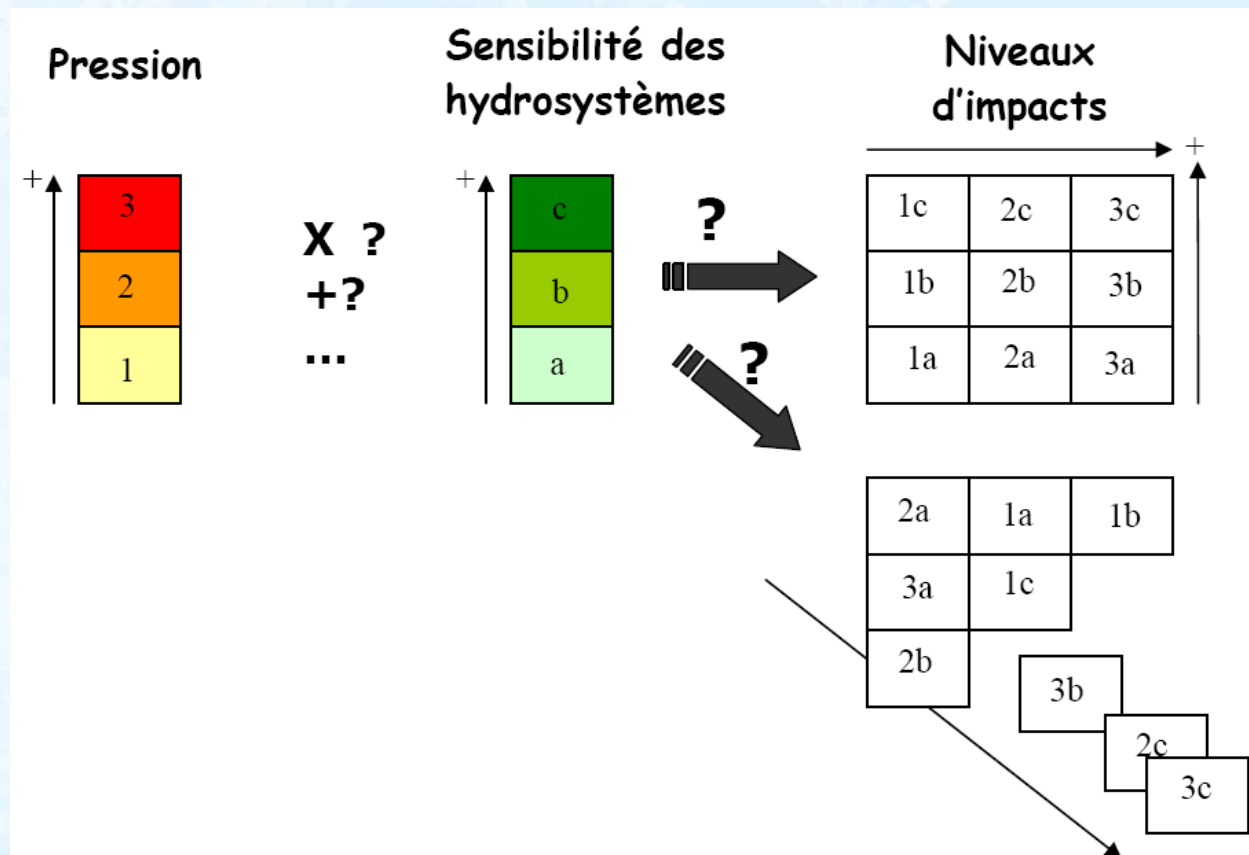 Pression
Sensibilité des
hydrosystèmes
Niveaux
d'impacts
+
3
2
1
X ?
+?
...
+
c
b
a
?
?
+
1c 2c 3c
1b 2b 3b
1a 2a 3a
2a 1a 1b
3a 1c
2b
3b
2c
3c